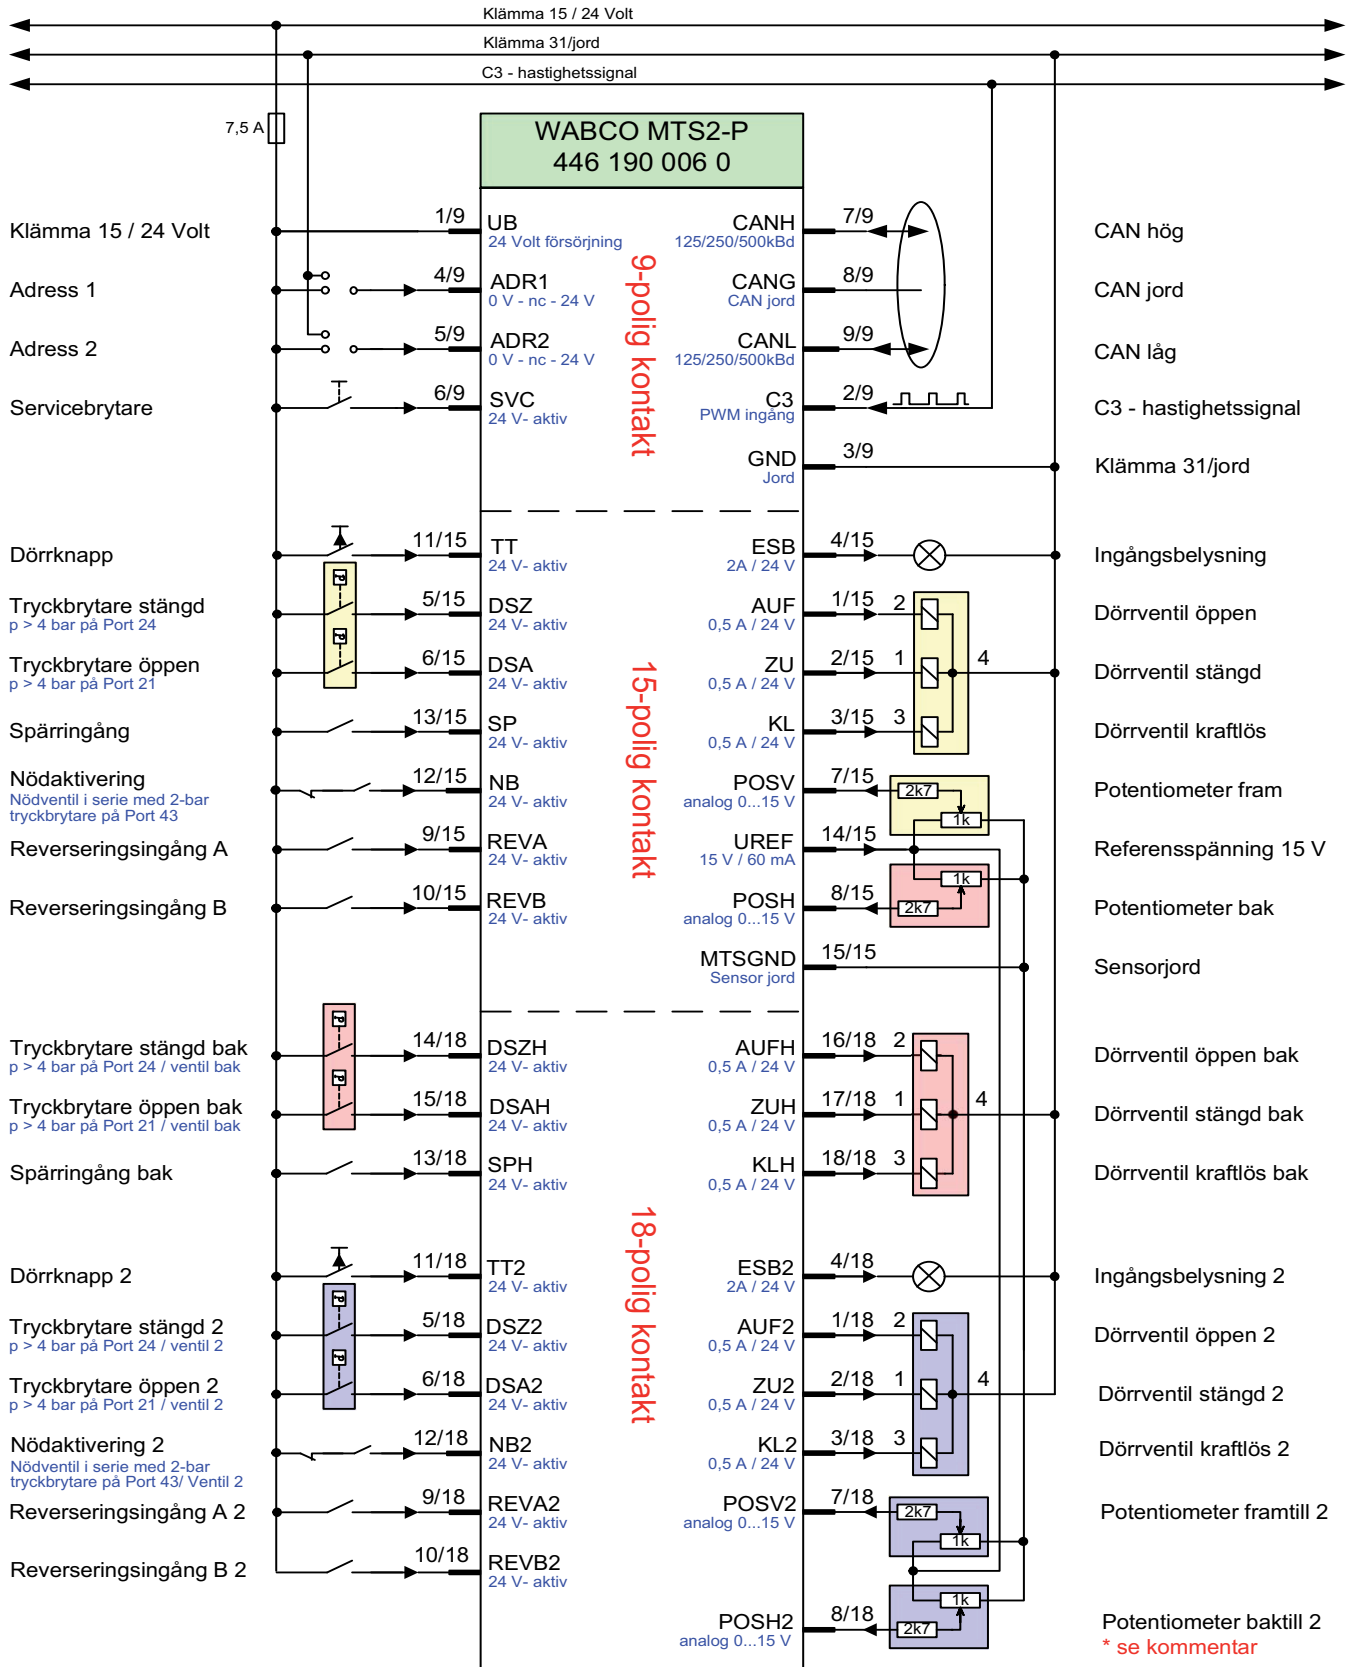 Klämma 15 / 24 Volt
Klämma 31/jord
C3 - hastighetssignal
7,5 A
WABCO MTS2-P
446 190 006 0
9-polig kontakt
Klämma 15 / 24 Volt
1/9
UB
24 Volt försörjning
CANH
125/250/500kBd
7/9
CAN hög
Adress 1
4/9
ADR1
0 V - nc - 24 V
CANG
CAN jord
8/9
CAN jord
Adress 2
5/9
ADR2
0 V - nc - 24 V
CANL
125/250/500kBd
9/9
CAN låg
Servicebrytare
6/9
SVC
24 V- aktiv
C3
PWM ingång
2/9
C3 - hastighetssignal
GND
Jord
3/9
Klämma 31/jord
15-polig kontakt
Dörrknapp
11/15
TT
24 V- aktiv
ESB
2A / 24 V
4/15
Ingångsbelysning
Tryckbrytare stängd
p > 4 bar på Port 24
P
5/15
DSZ
24 V- aktiv
AUF
0,5 A / 24 V
1/15
2
Dörrventil öppen
Tryckbrytare öppen
p > 4 bar på Port 21
P
6/15
DSA
24 V- aktiv
ZU
0,5 A / 24 V
2/15
1
4
Dörrventil stängd
Spärringång
13/15
SP
24 V- aktiv
KL
0,5 A / 24 V
3/15
3
Dörrventil kraftlös
Nödaktivering
Nödventil i serie med 2-bar
tryckbrytare på Port 43
12/15
NB
24 V- aktiv
POSV
analog 0...15 V
7/15
2k7
1k
Potentiometer fram
Reverseringsingång A
9/15
REVA
24 V- aktiv
UREF
15 V / 60 mA
14/15
Referensspänning 15 V
Reverseringsingång B
10/15
REVB
24 V- aktiv
POSH
analog 0...15 V
8/15
1k
2k7
Potentiometer bak
MTSGND
Sensor jord
15/15
Sensorjord
18-polig kontakt
Tryckbrytare stängd bak
p > 4 bar på Port 24 / ventil bak
P
14/18
DSZH
24 V- aktiv
AUFH
0,5 A / 24 V
16/18
2
Dörrventil öppen bak
Tryckbrytare öppen bak
p > 4 bar på Port 21 / ventil bak
P
15/18
DSAH
24 V- aktiv
ZUH
0,5 A / 24 V
17/18
1
4
Dörrventil stängd bak
Spärringång bak
13/18
SPH
24 V- aktiv
KLH
0,5 A / 24 V
18/18
3
Dörrventil kraftlös bak
Dörrknapp 2
11/18
TT2
24 V- aktiv
ESB2
2A / 24 V
4/18
Ingångsbelysning 2
Tryckbrytare stängd 2
p > 4 bar på Port 24 / ventil 2
P
5/18
DSZ2
24 V- aktiv
AUF2
0,5 A / 24 V
1/18
2
Dörrventil öppen 2
Tryckbrytare öppen 2
p > 4 bar på Port 21 / ventil 2
P
6/18
DSA2
24 V- aktiv
ZU2
0,5 A / 24 V
2/18
1
4
Dörrventil stängd 2
Nödaktivering 2
Nödventil i serie med 2-bar
tryckbrytare på Port 43/ Ventil 2
12/18
NB2
24 V- aktiv
KL2
0,5 A / 24 V
3/18
3
Dörrventil kraftlös 2
Reverseringsingång A 2
9/18
REVA2
24 V- aktiv
POSV2
analog 0...15 V
7/18
2k7
1k
Potentiometer framtill 2
Reverseringsingång B 2
10/18
REVB2
24 V- aktiv
POSH2
analog 0...15 V
8/18
1k
2k7
Potentiometer baktill 2
* se kommentar